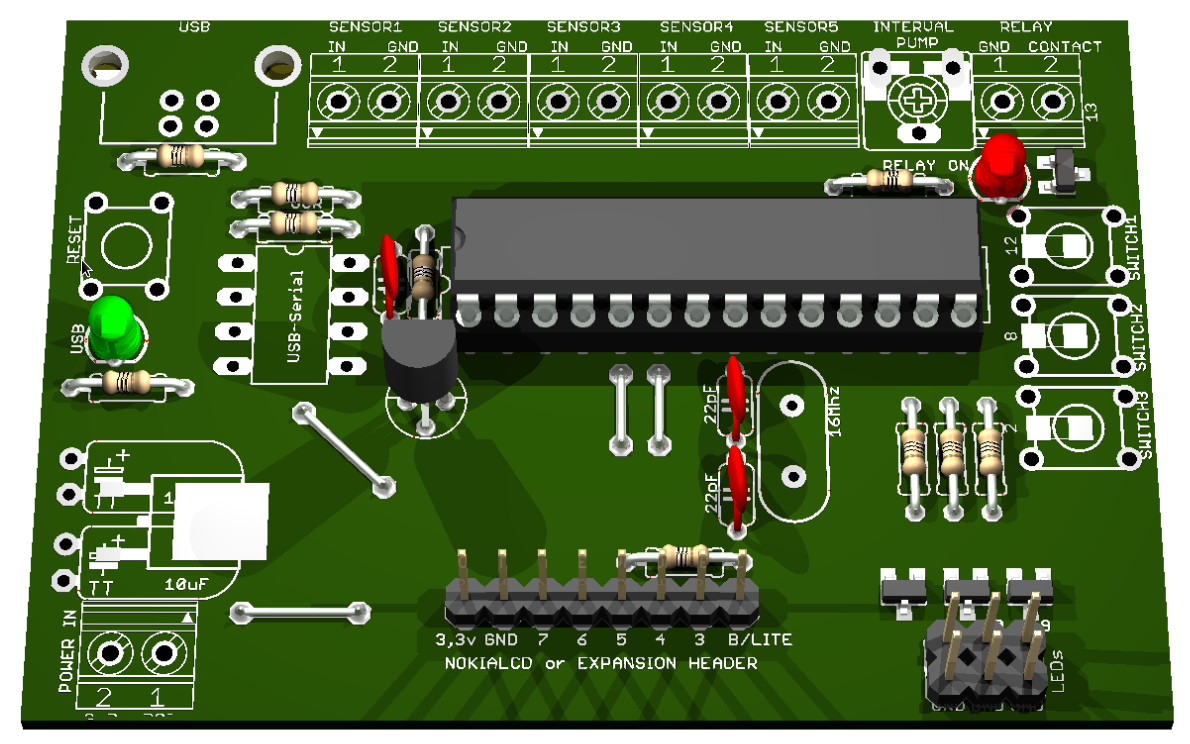 USB
SENSOR1 SENSOR2 SENSOR3 SENSOR4 SENSOR5 INTERVAL PUMP RELAY
IN GND IN GND IN GND IN GND IN GND GND CONTACT
1 2 1 2 1 2 1 2 1 2 1 2
13
RELAY ON
RESET
12
SWITCH1
USB-Serial
USB
8
SWITCH2
22pF
16Mhz
2
SWITCH3
22pF
10uF
POWER IN
2 1
3,3v GND 7 6 5 4 3 B/LITE
NOKIALCD or EXPANSION HEADER
9
LEDs
GND GND GND